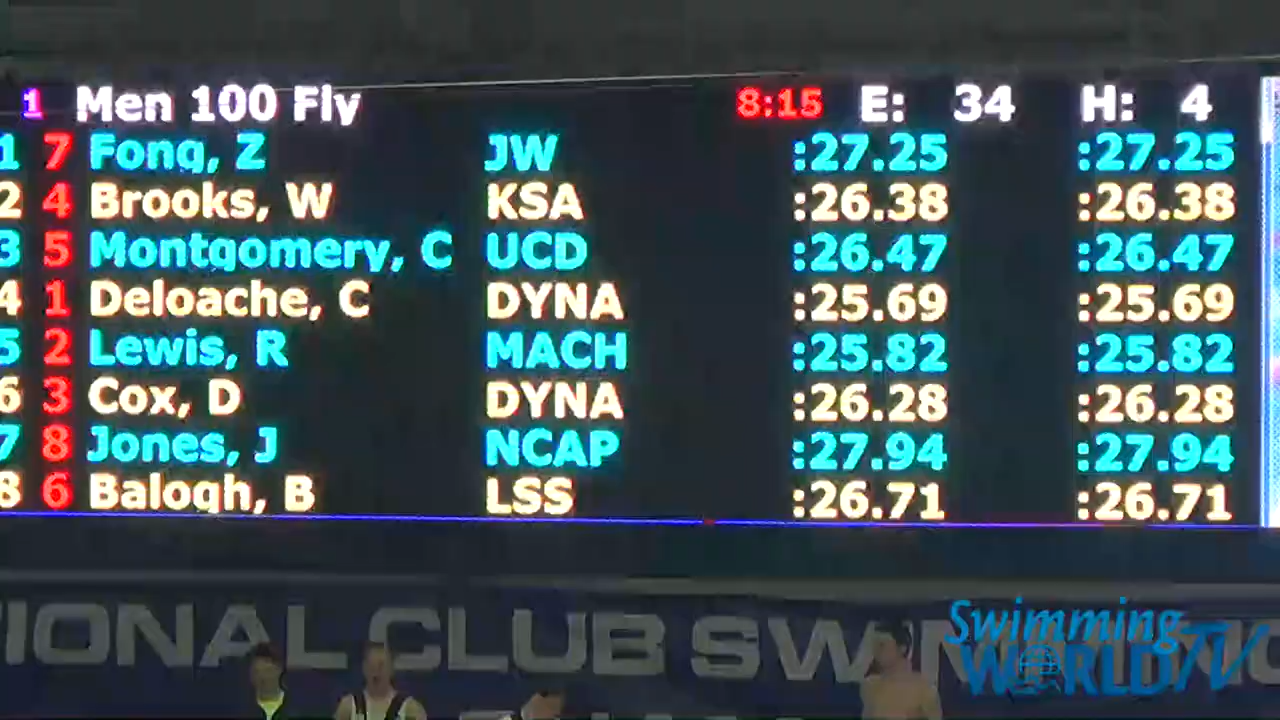 1 Men 100 Fly 8:15 E: 34 H: 4
1 7 Fong, Z JW :27.25 :27.25
2 4 Brooks, W KSA :26.38 :26.38
3 5 Montgomery, C UCD :26.47 :26.47
4 1 Deloache, C DYNA :25.69 :25.69
5 2 Lewis, R MACH :25.82 :25.82
6 3 Cox, D DYNA :26.28 :26.28
7 8 Jones, J NCAP :27.94 :27.94
8 6 Balogh, B LSS :26.71 :26.71
IONAL CLUB SW
Swimming
WORLD TV